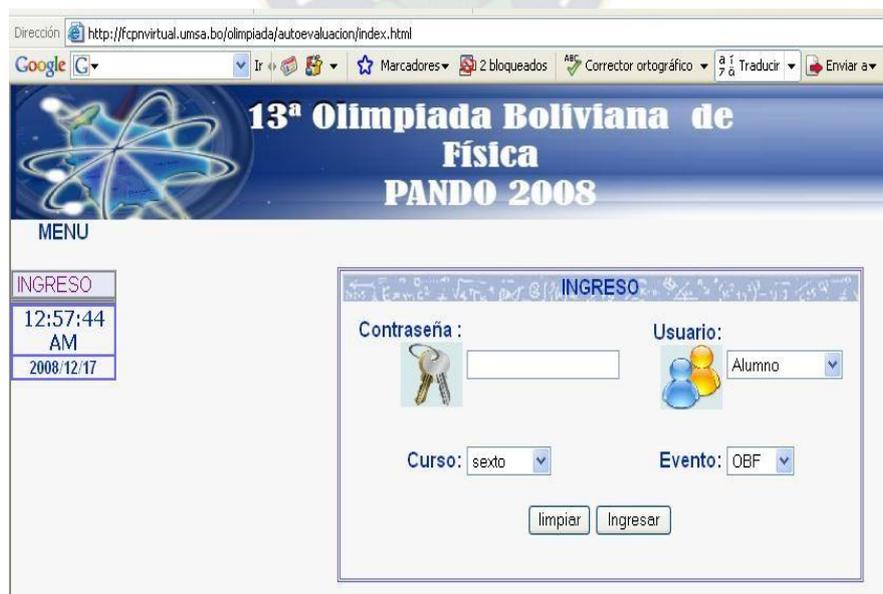 Dirección http://fcpnvirtual.umsa.bo/olimpiada/autoevaluacion/index.html
Google G Ir Marcadores 2 bloqueados ABC Corrector ortográfico Traducir Enviar a
13ª Olimpiada Boliviana de
Física
PANDO 2008
MENU
INGRESO
12:57:44
AM
2008/12/17
INGRESO
Contraseña :
Usuario:
Alumno
Curso: sexto
Evento: OBF
limpiar Ingresar